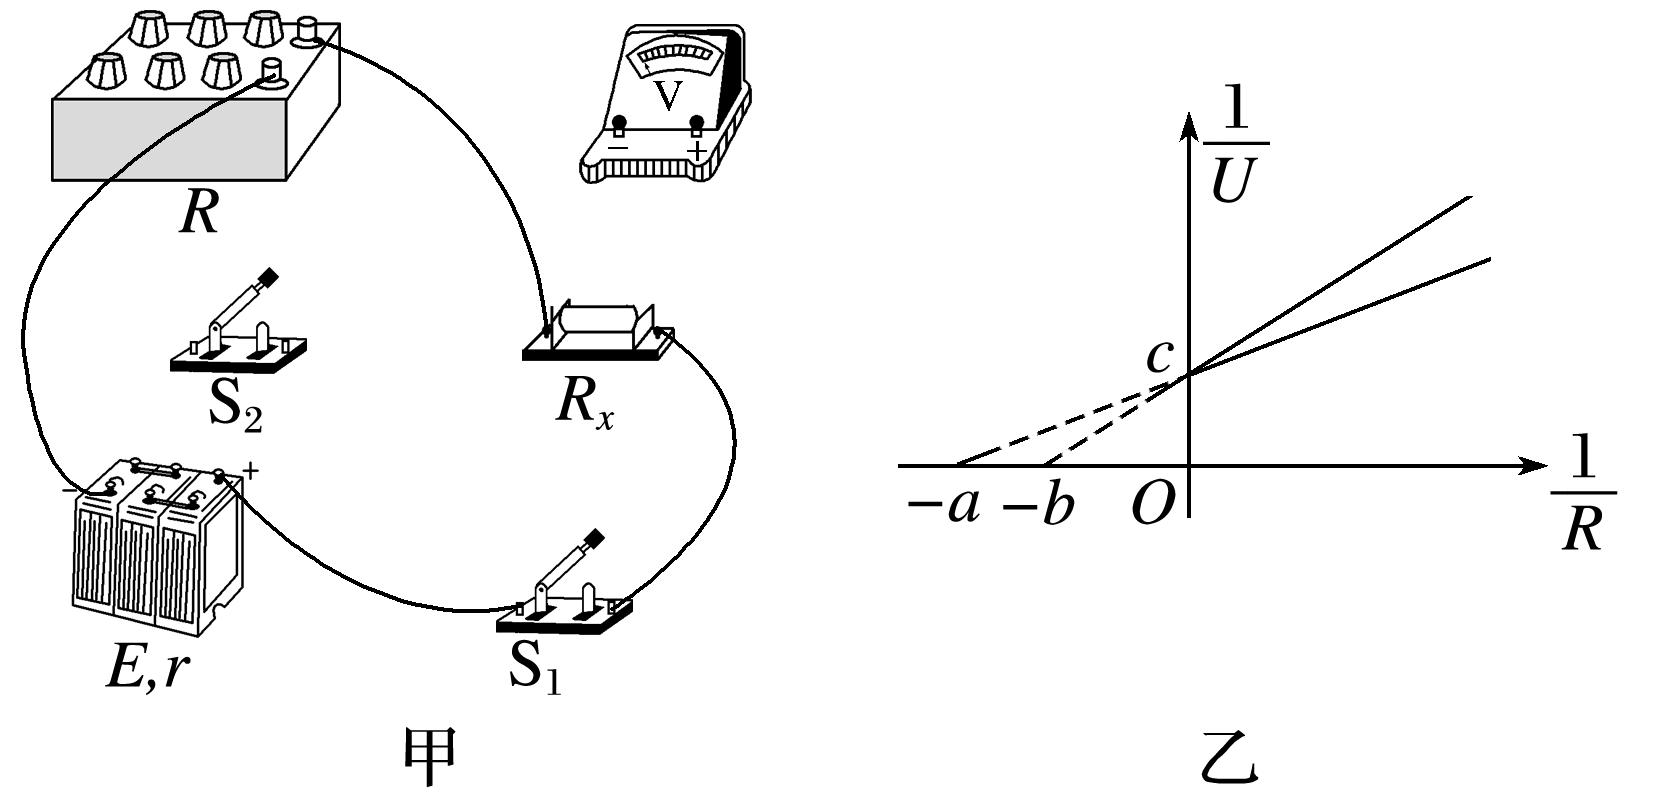 V
− +
R
S₂
Rₓ
− +
E,r
S₁
甲
1/U
c
−a −b O
1/R
乙